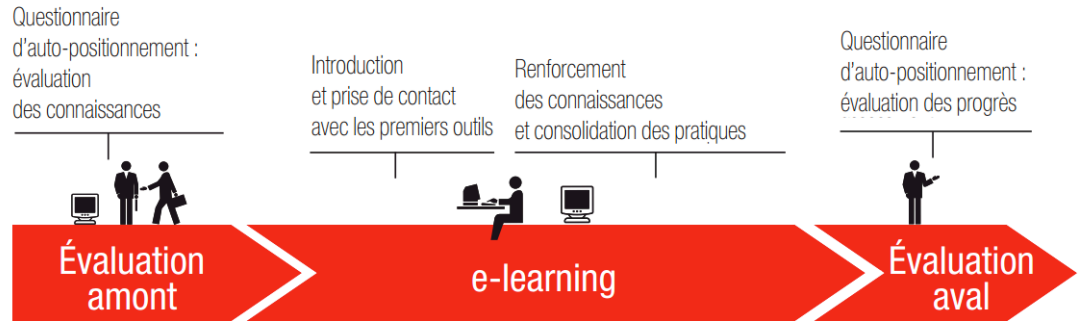 Questionnaire
d'auto-positionnement :
évaluation
des connaissances
Introduction
et prise de contact
avec les premiers outils
Renforcement
des connaissances
et consolidation des pratiques
Questionnaire
d'auto-positionnement :
évaluation des progrès
Évaluation
amont
e-learning
Évaluation
aval